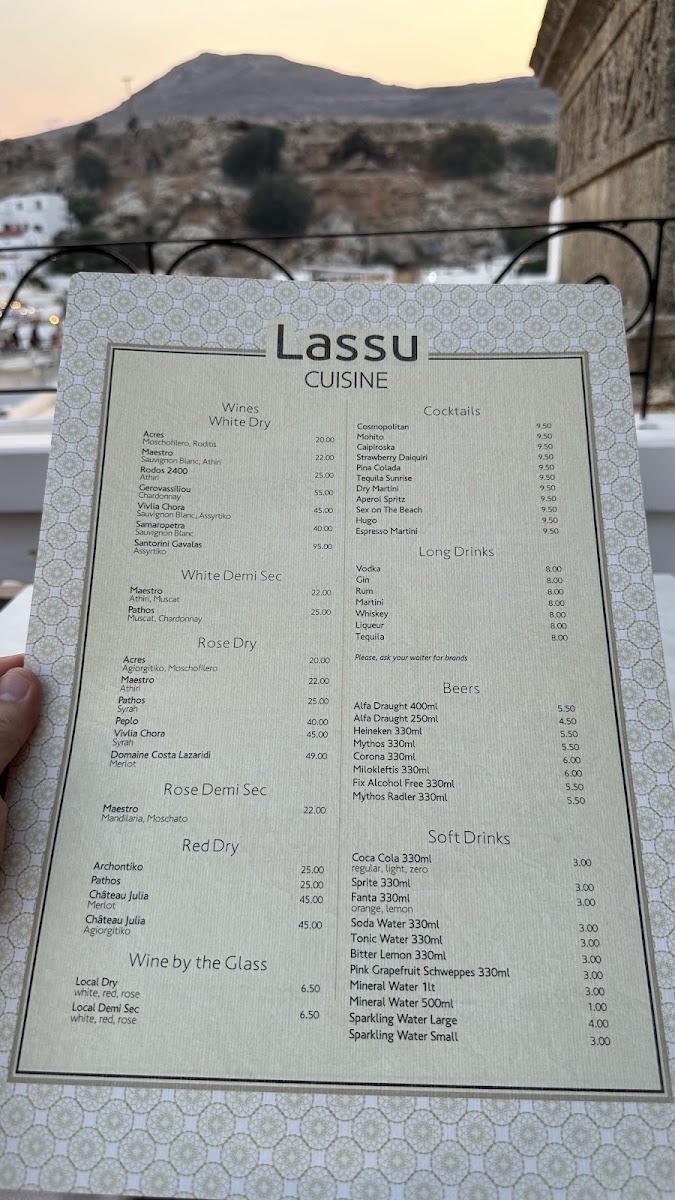 Lassu
CUISINE
Wines
White Dry
Acres 20.00
Moschofilero, Roditis
Maestro 22.00
Sauvignon Blanc, Athiri
Rodos 2400 25.00
Athiri
Gerovassiliou 55.00
Chardonnay
Vivlia Chora 45.00
Sauvignon Blanc, Assyrtiko
Samaropetra 40.00
Sauvignon Blanc
Santorini Gavalas 95.00
Assyrtiko
White Demi Sec
Maestro 22.00
Athiri, Muscat
Pathos 25.00
Muscat, Chardonnay
Rose Dry
Acres 20.00
Agiorgitiko, Moschofilero
Maestro 22.00
Athiri
Pathos 25.00
Syrah
Peplo 40.00
Vivlia Chora 45.00
Syrah
Domaine Costa Lazaridi 49.00
Merlot
Rose Demi Sec
Maestro 22.00
Mandilaria, Moschato
Red Dry
Archontiko 25.00
Pathos 25.00
Château Julia 45.00
Merlot
Château Julia 45.00
Agiorgitiko
Wine by the Glass
Local Dry 6.50
white, red, rose
Local Demi Sec 6.50
white, red, rose
Cocktails
Cosmopolitan 9.50
Mohito 9.50
Caipiroska 9.50
Strawberry Daiquiri 9.50
Pina Colada 9.50
Tequila Sunrise 9.50
Dry Martini 9.50
Aperol Spritz 9.50
Sex on The Beach 9.50
Hugo 9.50
Espresso Martini 9.50
Long Drinks
Vodka 8.00
Gin 8.00
Rum 8.00
Martini 8.00
Whiskey 8.00
Liqueur 8.00
Tequila 8.00
Please, ask your waiter for brands
Beers
Alfa Draught 400ml 5.50
Alfa Draught 250ml 4.50
Heineken 330ml 5.50
Mythos 330ml 5.50
Corona 330ml 6.00
Milokleftis 330ml 6.00
Fix Alcohol Free 330ml 5.50
Mythos Radler 330ml 5.50
Soft Drinks
Coca Cola 330ml 3.00
regular, light, zero
Sprite 330ml 3.00
Fanta 330ml 3.00
orange, lemon
Soda Water 330ml 3.00
Tonic Water 330ml 3.00
Bitter Lemon 330ml 3.00
Pink Grapefruit Schweppes 330ml 3.00
Mineral Water 1lt 3.00
Mineral Water 500ml 1.00
Sparkling Water Large 4.00
Sparkling Water Small 3.00